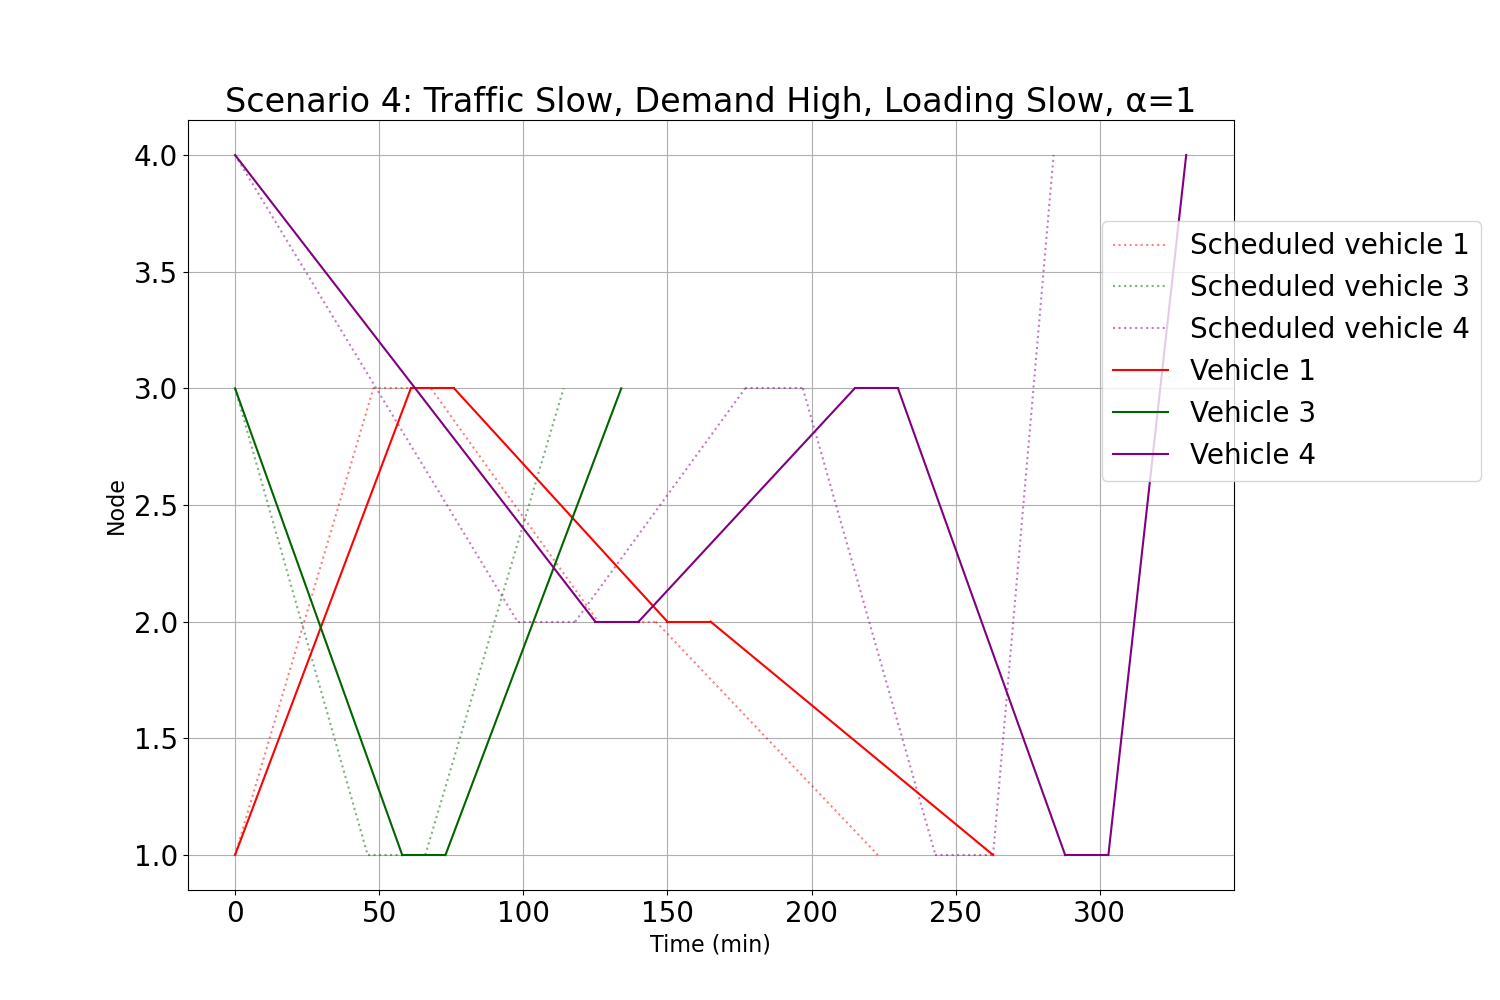 Scenario 4: Traffic Slow, Demand High, Loading Slow, α=1
4.0
3.5
3.0
2.5
2.0
1.5
1.0
Node
0 50 100 150 200 250 300
Time (min)
Scheduled vehicle 1
Scheduled vehicle 3
Scheduled vehicle 4
Vehicle 1
Vehicle 3
Vehicle 4